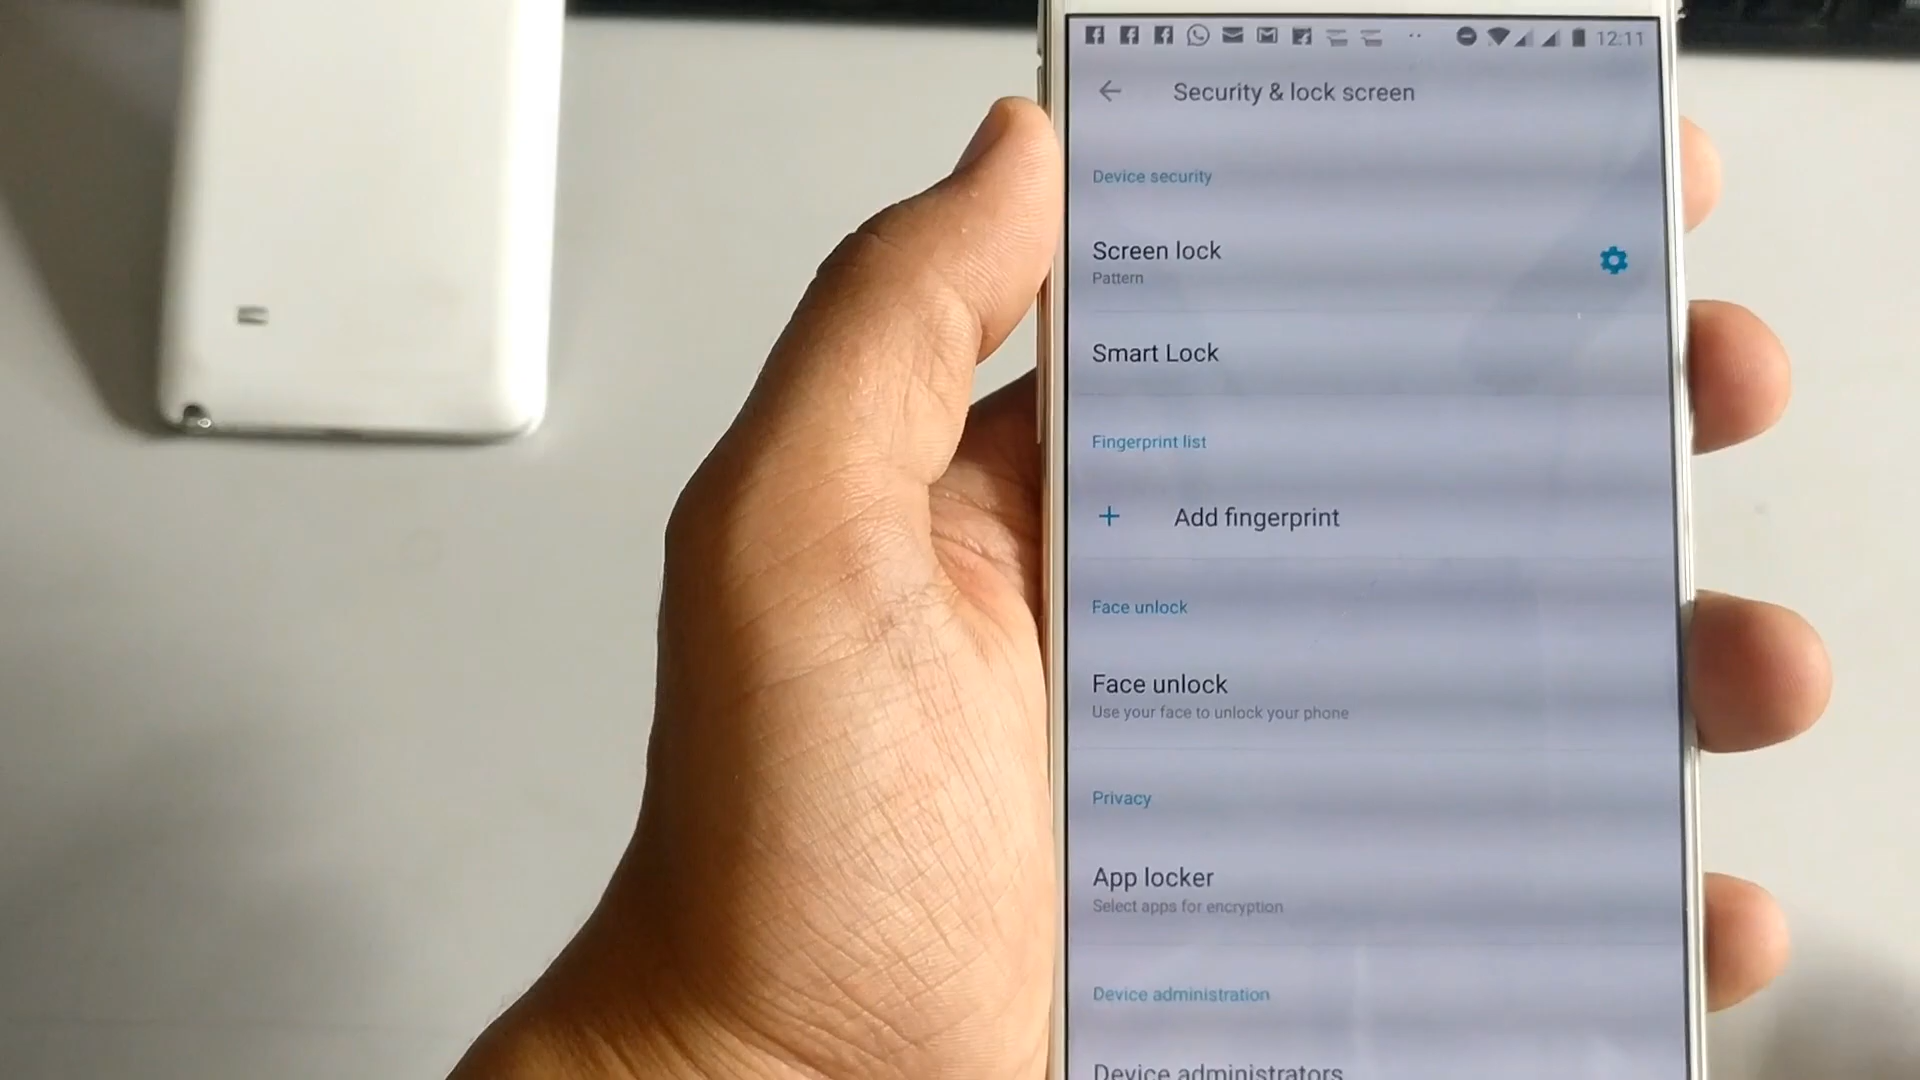 12:11
Security & lock screen
Device security
Screen lock
Pattern
Smart Lock
Fingerprint list
+ Add fingerprint
Face unlock
Face unlock
Use your face to unlock your phone
Privacy
App locker
Select apps for encryption
Device administration
Device administrators